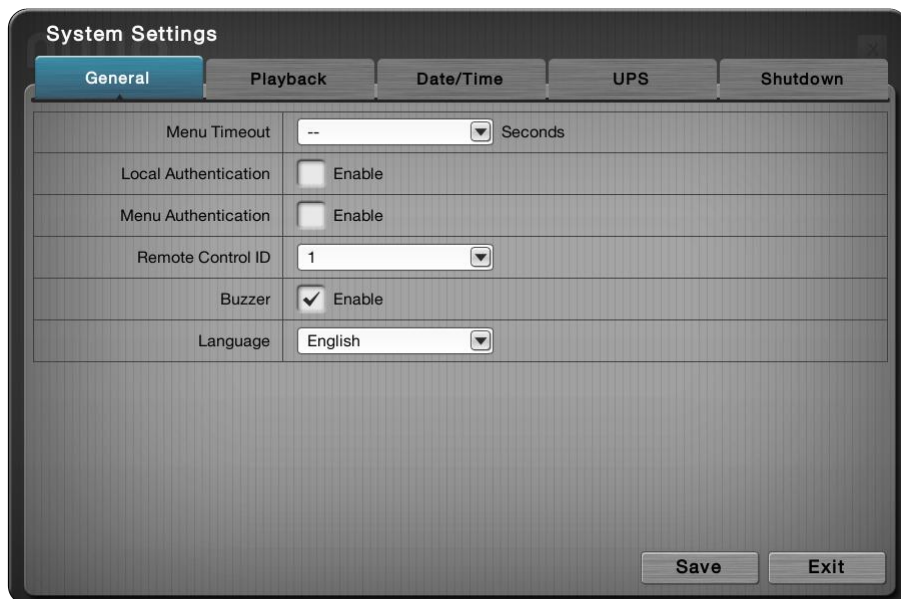 System Settings
General Playback Date/Time UPS Shutdown
Menu Timeout -- Seconds
Local Authentication Enable
Menu Authentication Enable
Remote Control ID 1
Buzzer Enable
Language English
Save Exit